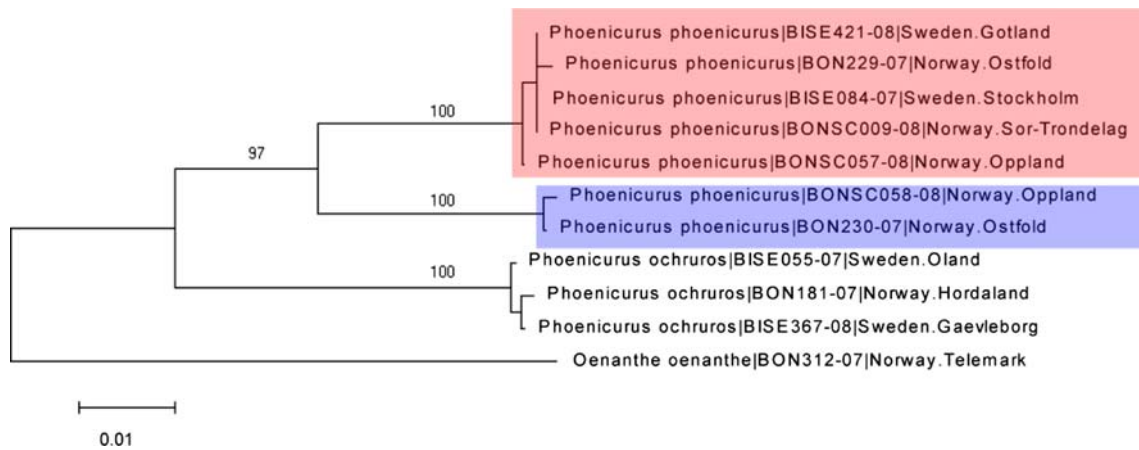 Phoenicurus phoenicurus|BISE421-08|Sweden.Gotland
Phoenicurus phoenicurus|BON229-07|Norway.Ostfold
100
Phoenicurus phoenicurus|BISE084-07|Sweden.Stockholm
Phoenicurus phoenicurus|BONSC009-08|Norway.Sor-Trondelag
97
Phoenicurus phoenicurus|BONSC057-08|Norway.Oppland
100
Phoenicurus phoenicurus|BONSC058-08|Norway.Oppland
Phoenicurus phoenicurus|BON230-07|Norway.Ostfold
Phoenicurus ochruros|BISE055-07|Sweden.Oland
100
Phoenicurus ochruros|BON181-07|Norway.Hordaland
Phoenicurus ochruros|BISE367-08|Sweden.Gaevleborg
Oenanthe oenanthe|BON312-07|Norway.Telemark
0.01